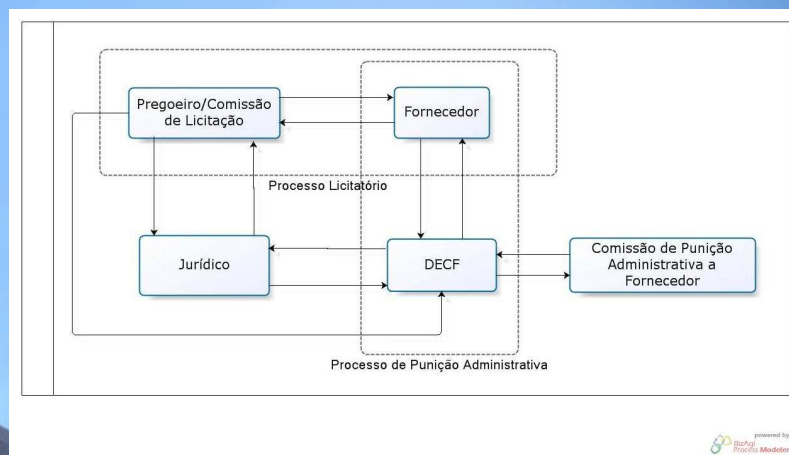 Pregoeiro/Comissão
de Licitação
Fornecedor
Processo Licitatório
Jurídico
DECF
Comissão de Punição
Administrativa a
Fornecedor
Processo de Punição Administrativa
powered by
BizAgi
Process Modeler